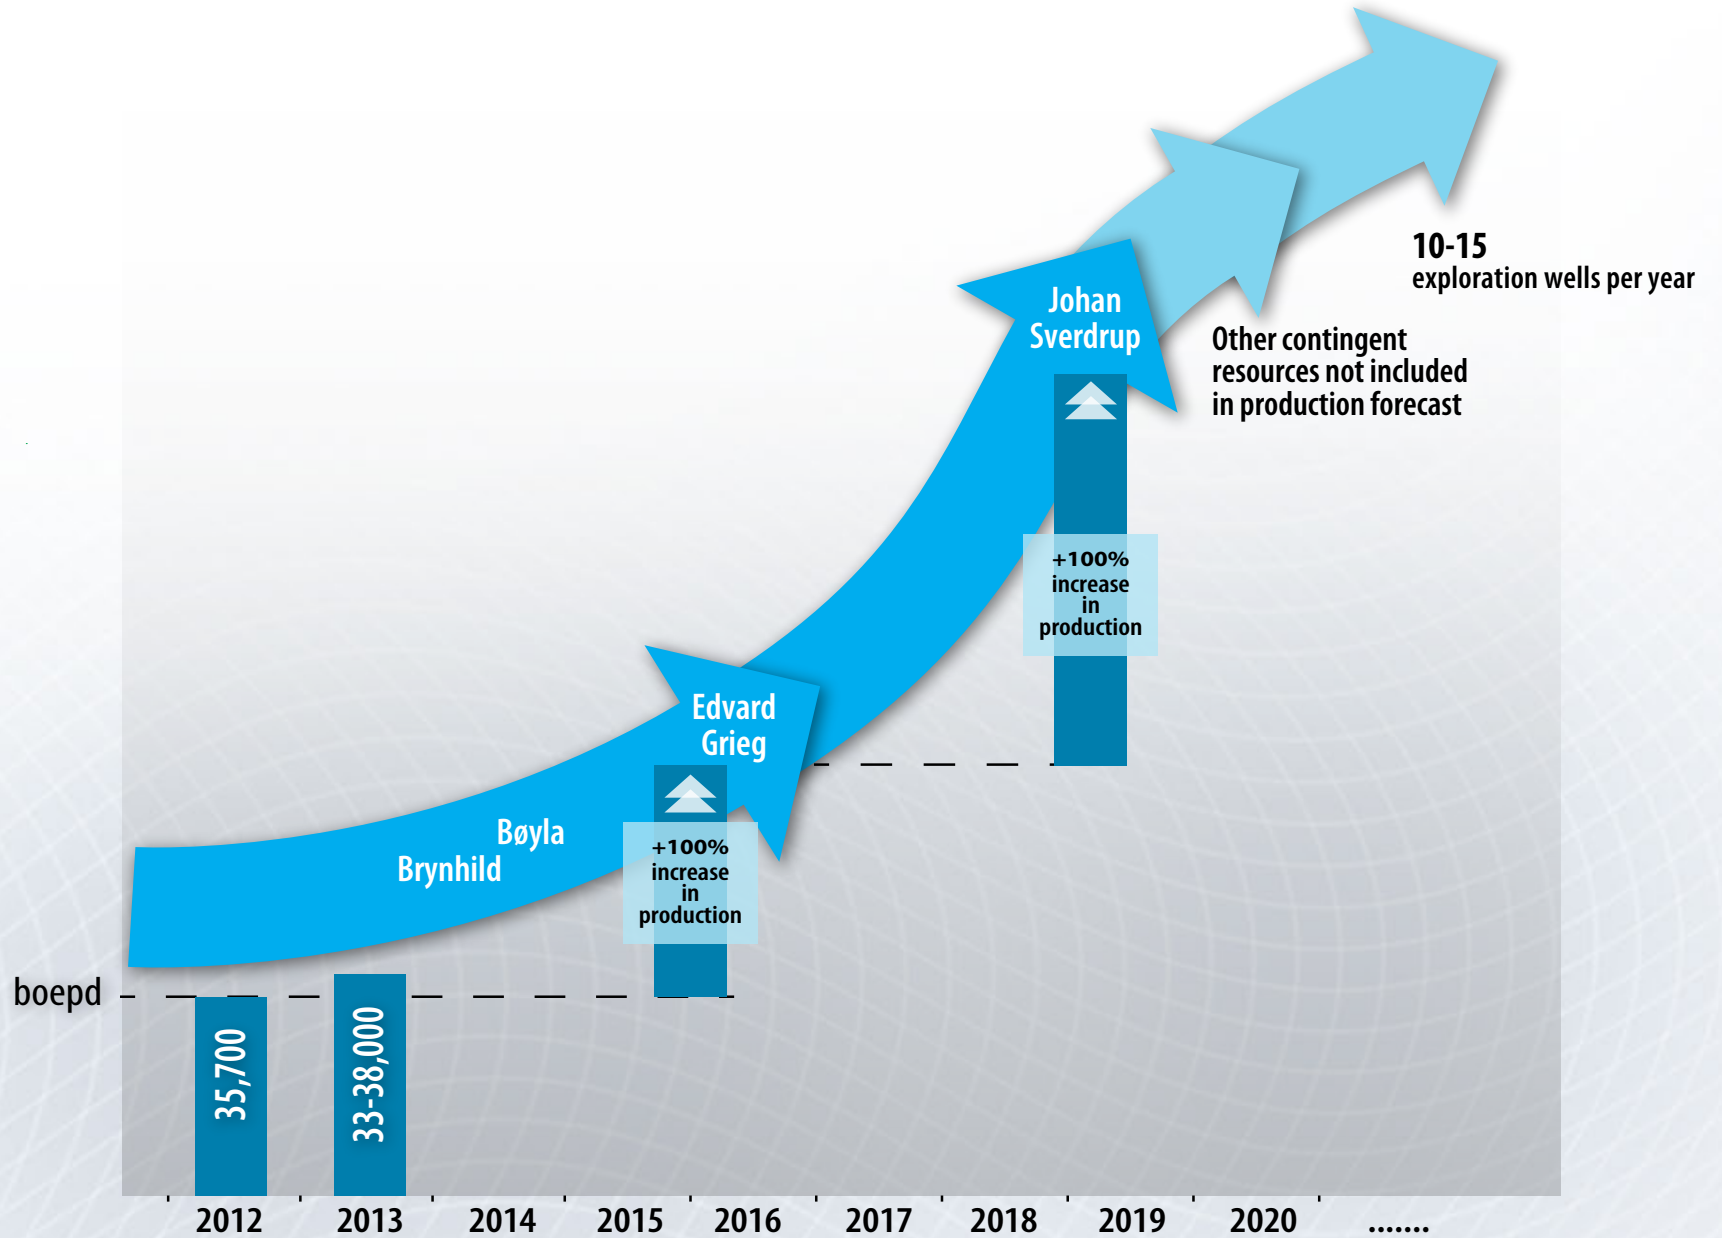 10-15
exploration wells per year
Johan
Sverdrup
Other contingent
resources not included
in production forecast
+100%
increase
in
production
Edvard
Grieg
Bøyla
Brynhild
+100%
increase
in
production
boepd
35,700
33-38,000
2012 2013 2014 2015 2016 2017 2018 2019 2020 .......